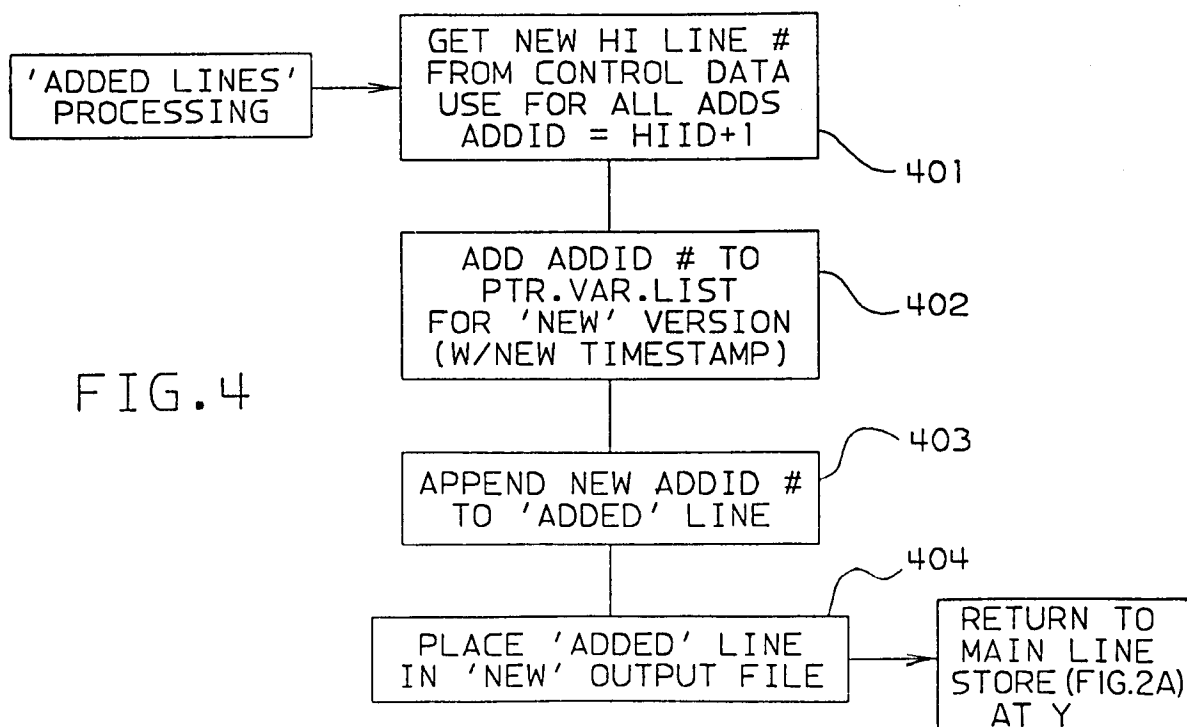 'ADDED LINES'
PROCESSING
GET NEW HI LINE #
FROM CONTROL DATA
USE FOR ALL ADDS
ADDID = HIID+1
401
ADD ADDID # TO
PTR.VAR.LIST
FOR 'NEW' VERSION
(W/NEW TIMESTAMP)
402
FIG.4
403
APPEND NEW ADDID #
TO 'ADDED' LINE
404
PLACE 'ADDED' LINE
IN 'NEW' OUTPUT FILE
RETURN TO
MAIN LINE
STORE (FIG.2A)
AT Y